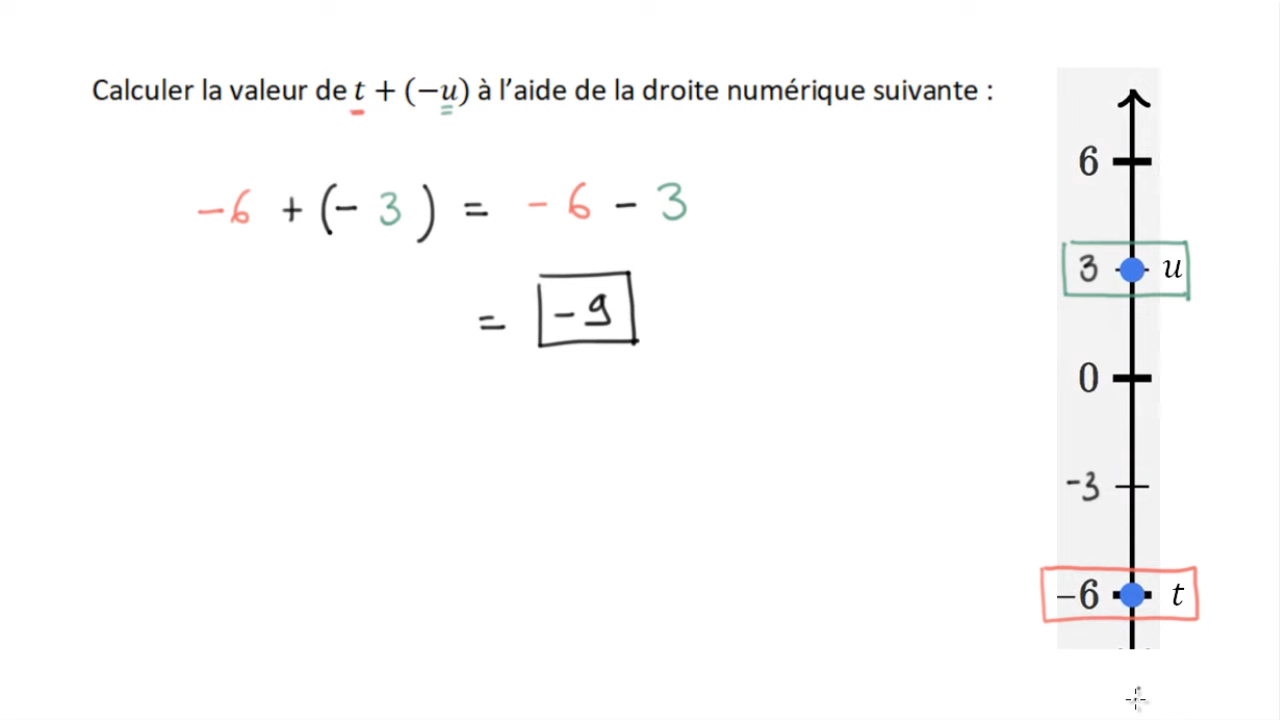 Calculer la valeur de t + (−u) à l’aide de la droite numérique suivante :
-6 + (- 3) = - 6 - 3
= -9
6
3 u
0
-3
−6 t